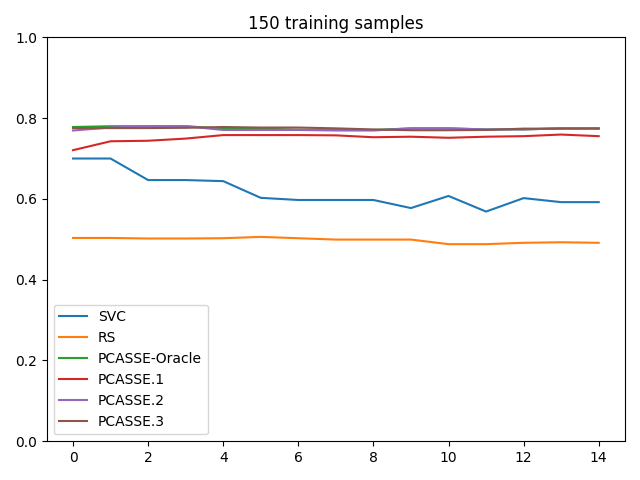 150 training samples
1.0
0.8
0.6
0.4
0.2
0.0
SVC
RS
PCASSE-Oracle
PCASSE.1
PCASSE.2
PCASSE.3
0 2 4 6 8 10 12 14